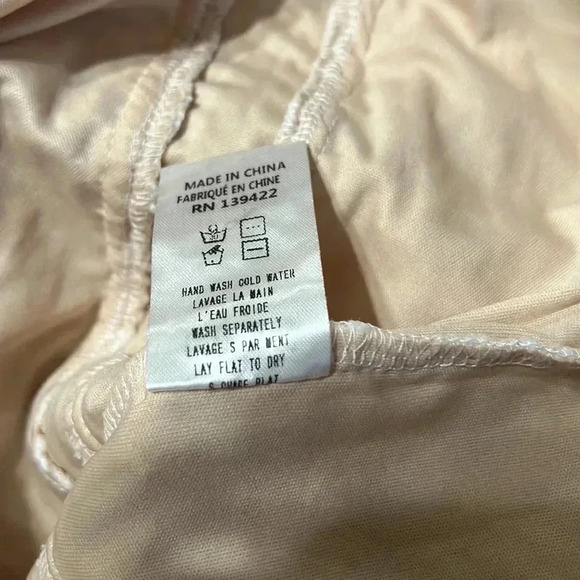 MADE IN CHINA
FABRIQUÉ EN CHINE
RN 139422
HAND WASH COLD WATER
LAVAGE LA MAIN
L'EAU FROIDE
WASH SEPARATELY
LAVAGE S PAR MENT
LAY FLAT TO DRY